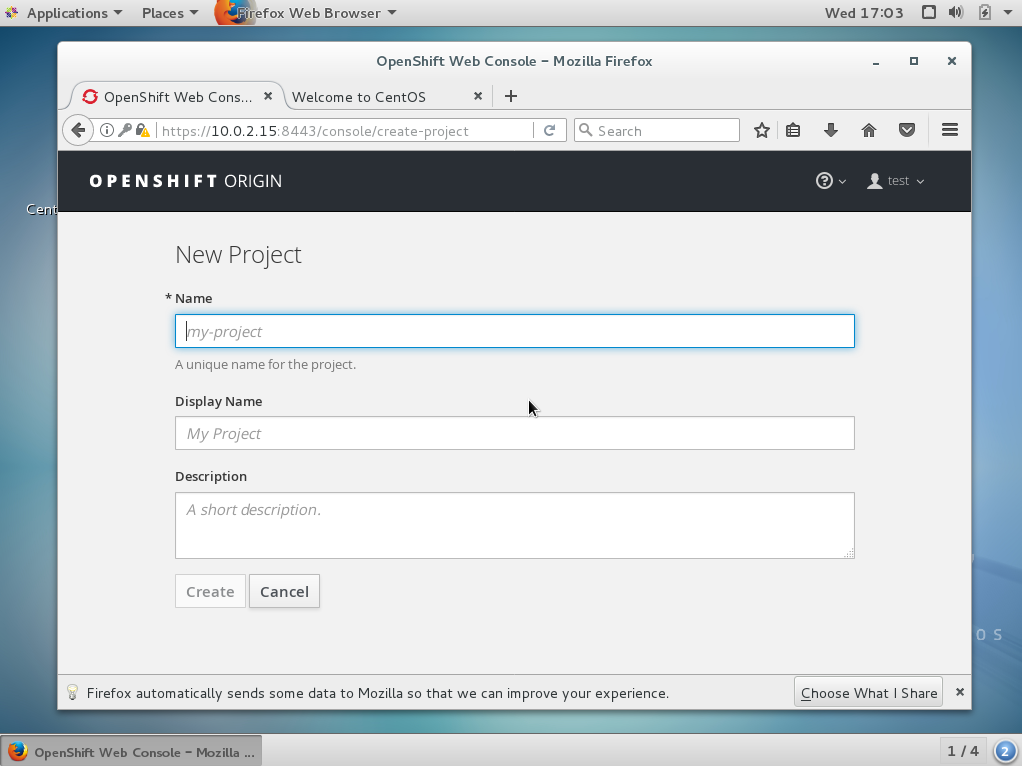 Applications Places Firefox Web Browser Wed 17:03
OpenShift Web Console – Mozilla Firefox
OpenShift Web Cons... Welcome to CentOS
https://10.0.2.15:8443/console/create-project Search
OPENSHIFT ORIGIN test
Cent
New Project
* Name
my-project
A unique name for the project.
Display Name
My Project
Description
A short description.
Create Cancel
O S
Firefox automatically sends some data to Mozilla so that we can improve your experience. Choose What I Share
OpenShift Web Console – Mozilla ... 1 / 4 2